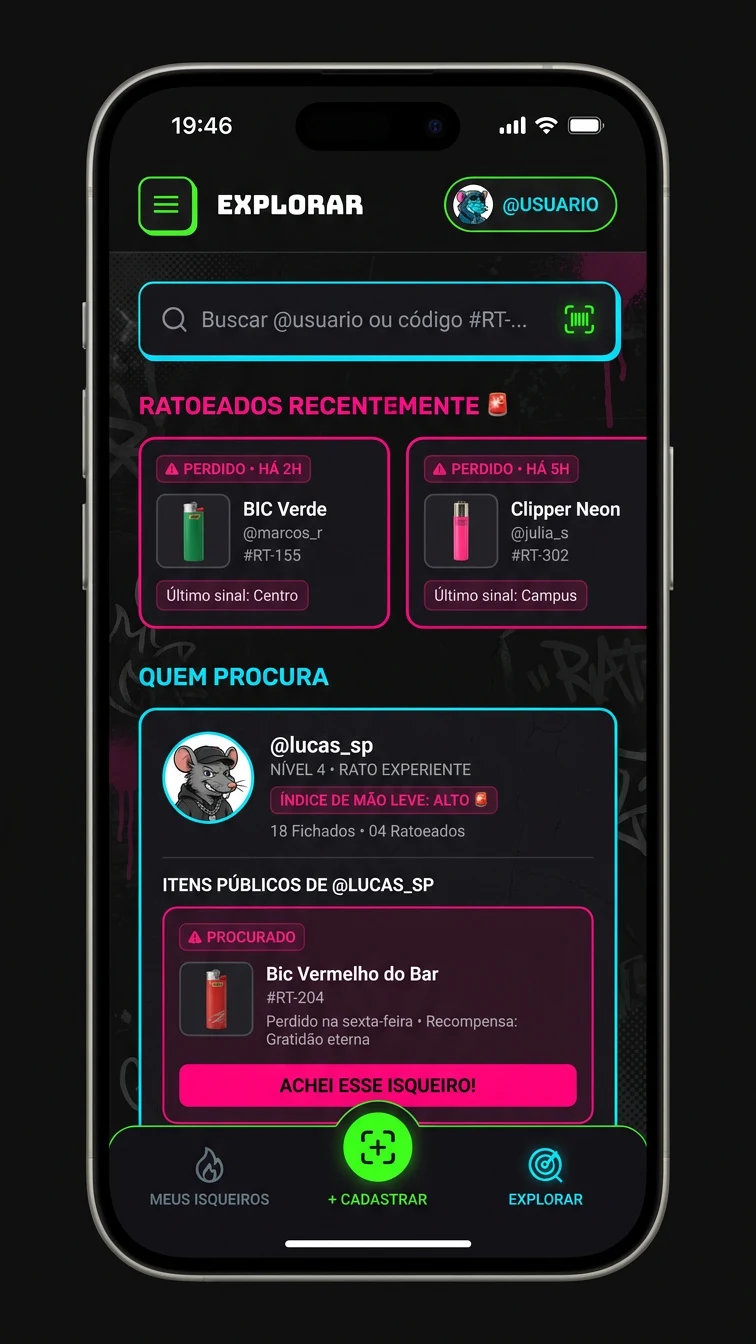 19:46
EXPLORAR
@USUARIO
Buscar @usuario ou código #RT-...
RATOEADOS RECENTEMENTE 🚨
PERDIDO • HÁ 2H
BIC Verde
@marcos_r
#RT-155
Último sinal: Centro
PERDIDO • HÁ 5H
Clipper Neon
@julia_s
#RT-302
Último sinal: Campus
QUEM PROCURA
@lucas_sp
NÍVEL 4 • RATO EXPERIENTE
ÍNDICE DE MÃO LEVE: ALTO 🚨
18 Fichados • 04 Ratoeados
ITENS PÚBLICOS DE @LUCAS_SP
PROCURADO
Bic Vermelho do Bar
#RT-204
Perdido na sexta-feira • Recompensa:
Gratidão eterna
ACHEI ESSE ISQUEIRO!
MEUS ISQUEIROS
+ CADASTRAR
EXPLORAR